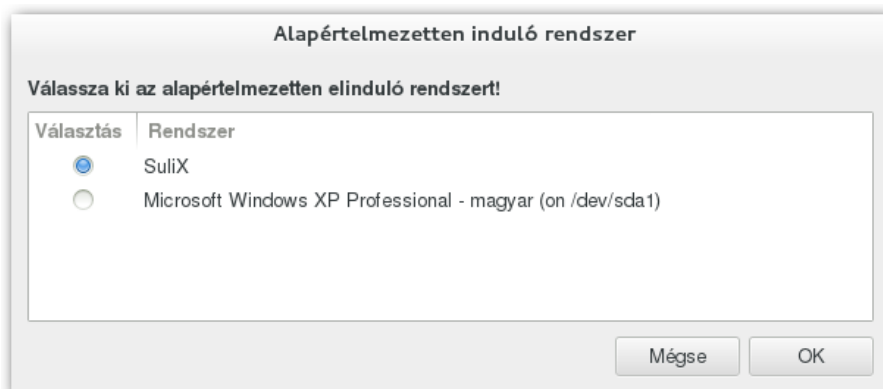 Alapértelmezetten induló rendszer
Válassza ki az alapértelmezetten elinduló rendszert!
Választás Rendszer
SuliX
Microsoft Windows XP Professional - magyar (on /dev/sda1)
Mégse OK